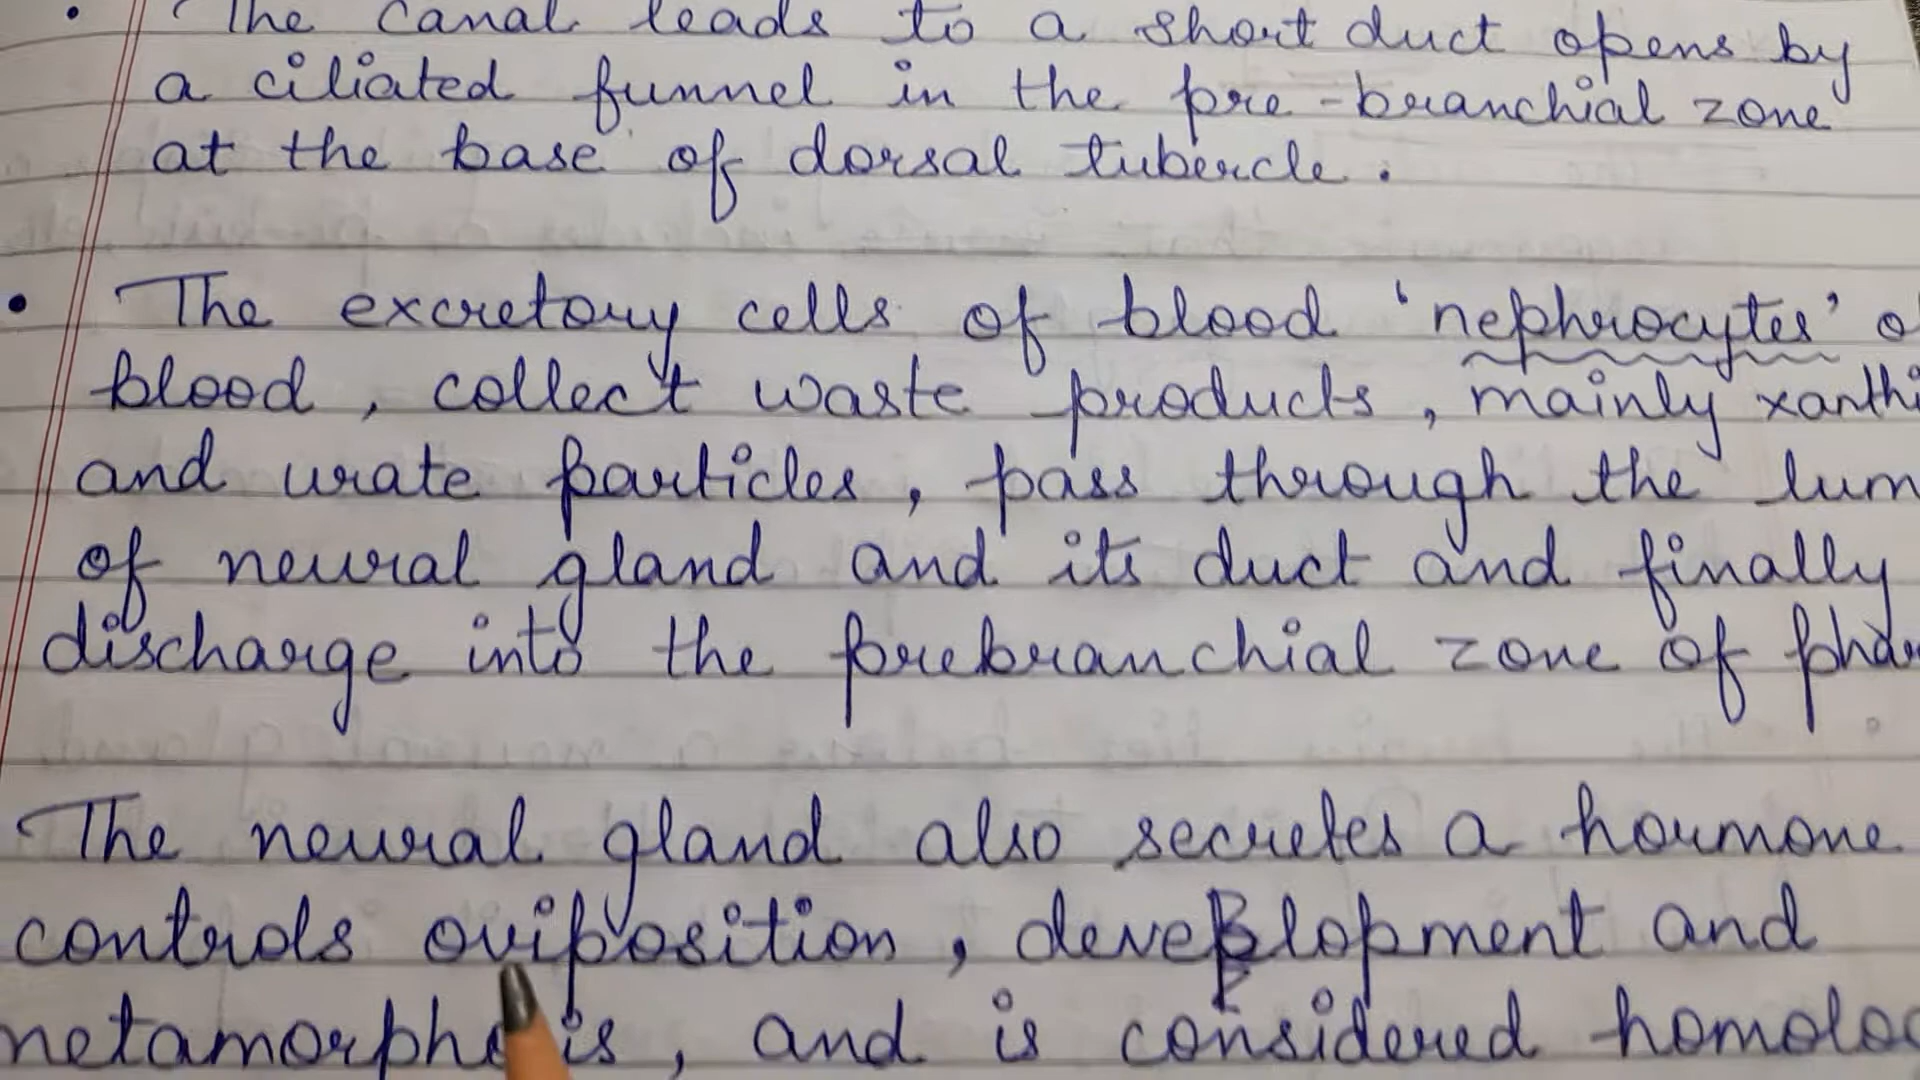 • The canal leads to a short duct opens by
a ciliated funnel in the pre-branchial zone
at the base of dorsal tubercle.
• The excretory cells of blood 'nephrocytes' o
blood, collect waste products, mainly xanthi
and urate particles, pass through the lum
of neural gland and its duct and finally
discharge into the prebranchial zone of phar
The neural gland also secretes a hormone
controls oviposition, development and
metamorphosis, and is considered homolog